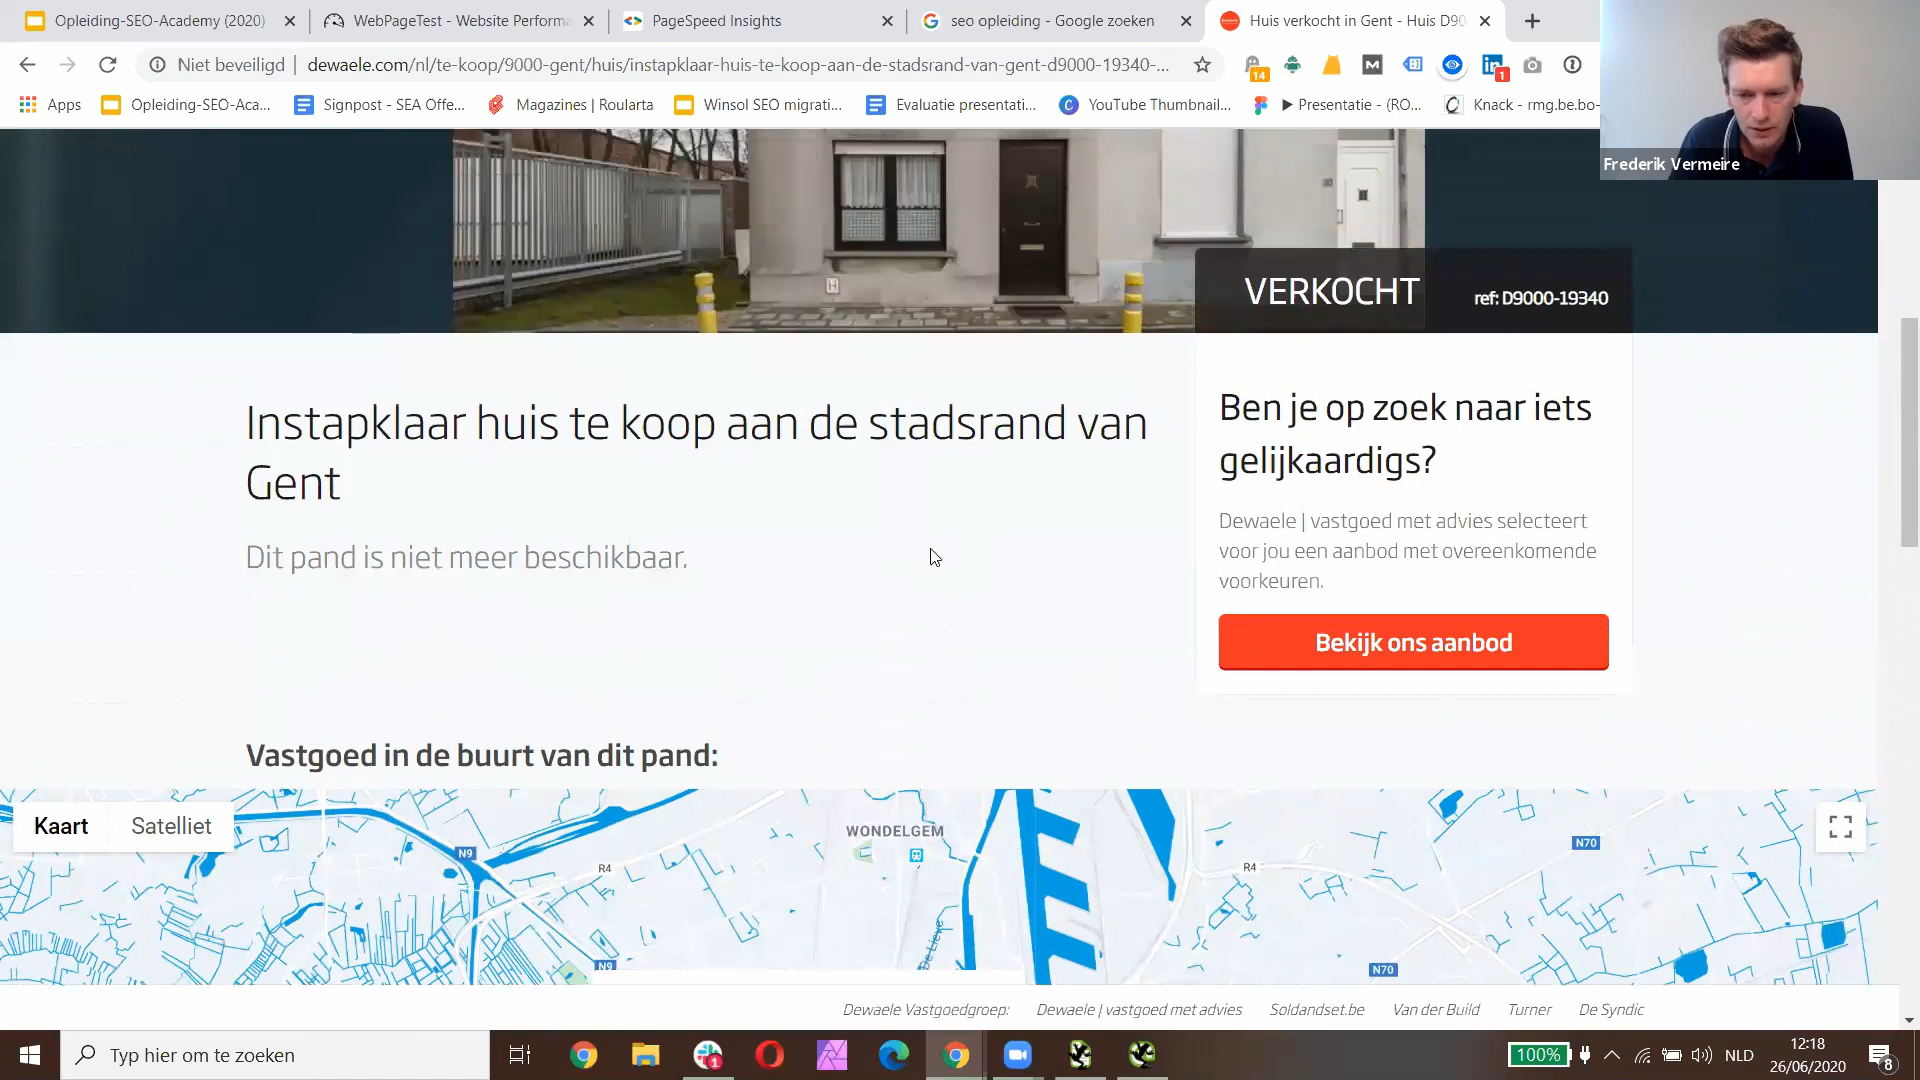 Opleiding-SEO-Academy (2020)
WebPageTest - Website Performa
PageSpeed Insights
seo opleiding - Google zoeken
Huis verkocht in Gent - Huis D90
Niet beveiligd
dewaele.com/nl/te-koop/9000-gent/huis/instapklaar-huis-te-koop-aan-de-stadsrand-van-gent-d9000-19340-...
14
1
Apps
Opleiding-SEO-Aca...
Signpost - SEA Offe...
Magazines | Roularta
Winsol SEO migrati...
Evaluatie presentati...
YouTube Thumbnail...
Presentatie - (RO...
Knack - rmg.be.bo-
Frederik Vermeire
VERKOCHT
ref: D9000-19340
Instapklaar huis te koop aan de stadsrand van
Gent
Dit pand is niet meer beschikbaar.
Ben je op zoek naar iets
gelijkaardigs?
Dewaele | vastgoed met advies selecteert
voor jou een aanbod met overeenkomende
voorkeuren.
Bekijk ons aanbod
Vastgoed in de buurt van dit pand:
Kaart
Satelliet
WONDELGEM
N9
R4
R4
N70
De Lieve
N9
N70
Dewaele Vastgoedgroep:
Dewaele | vastgoed met advies
Soldandset.be
Van der Build
Turner
De Syndic
Typ hier om te zoeken
1
100%
NLD
12:18
26/06/2020
8